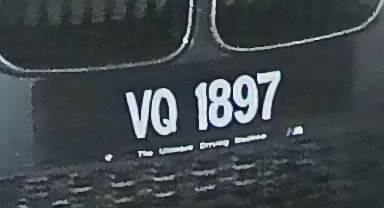 VQ 1897
The Ultimate Driving Machine